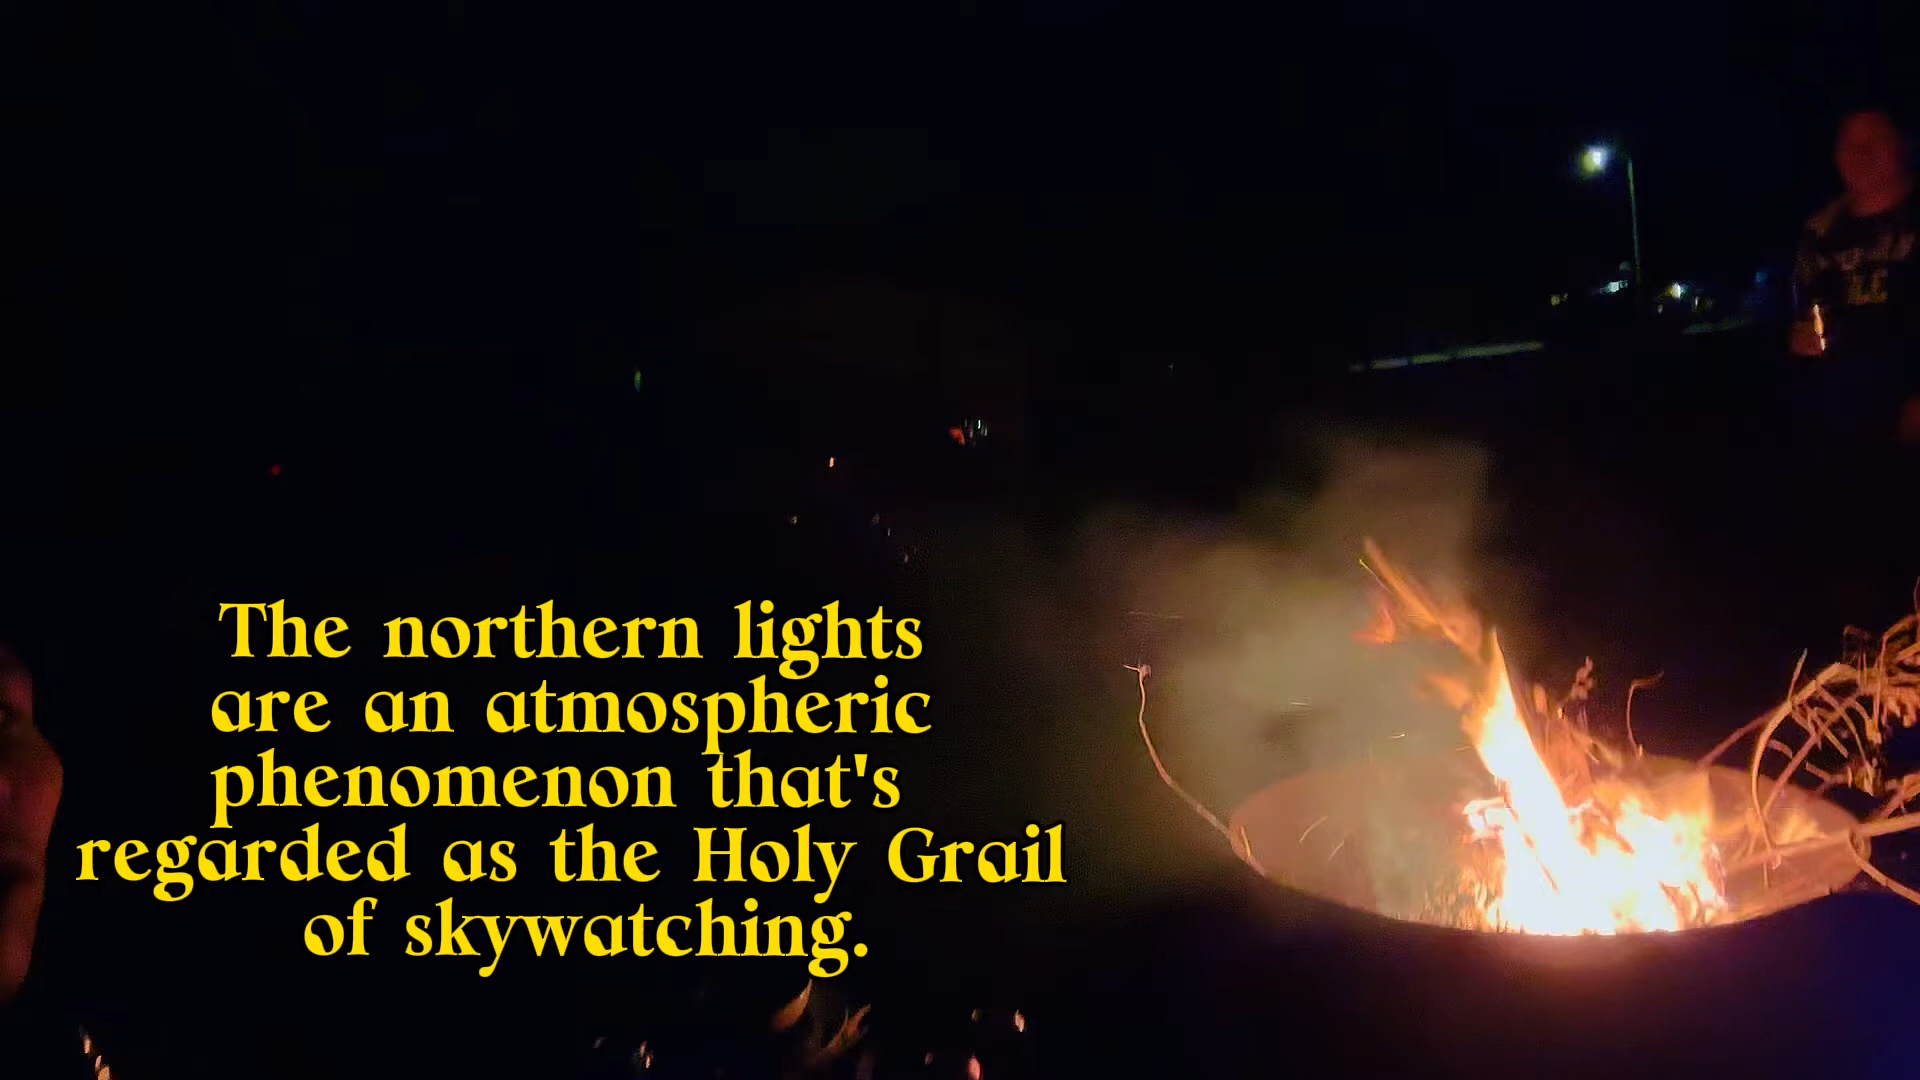 The northern lights
are an atmospheric
phenomenon that's
regarded as the Holy Grail
of skywatching.